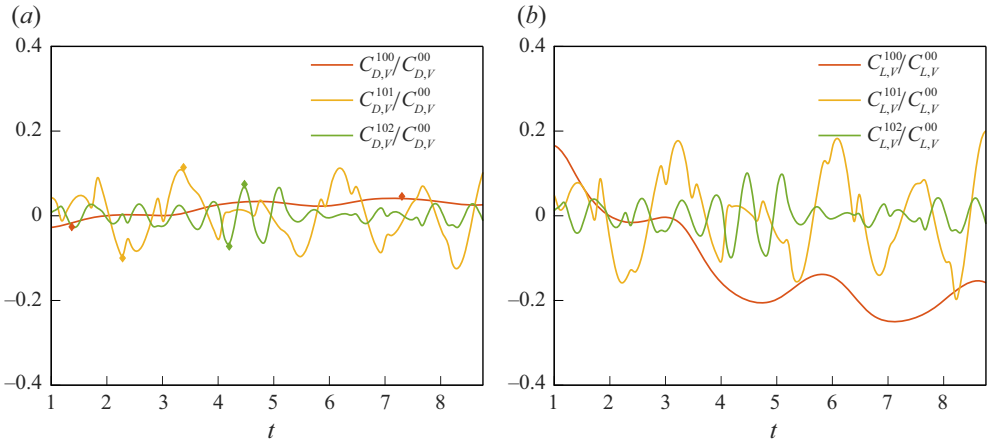 (a)
0.4
0.2
0
–0.2
–0.4
C_{D,V}^{100}/C_{D,V}^{00}
C_{D,V}^{101}/C_{D,V}^{00}
C_{D,V}^{102}/C_{D,V}^{00}
1 2 3 4 5 6 7 8
t
(b)
0.4
0.2
0
–0.2
–0.4
C_{L,V}^{100}/C_{L,V}^{00}
C_{L,V}^{101}/C_{L,V}^{00}
C_{L,V}^{102}/C_{L,V}^{00}
1 2 3 4 5 6 7 8
t